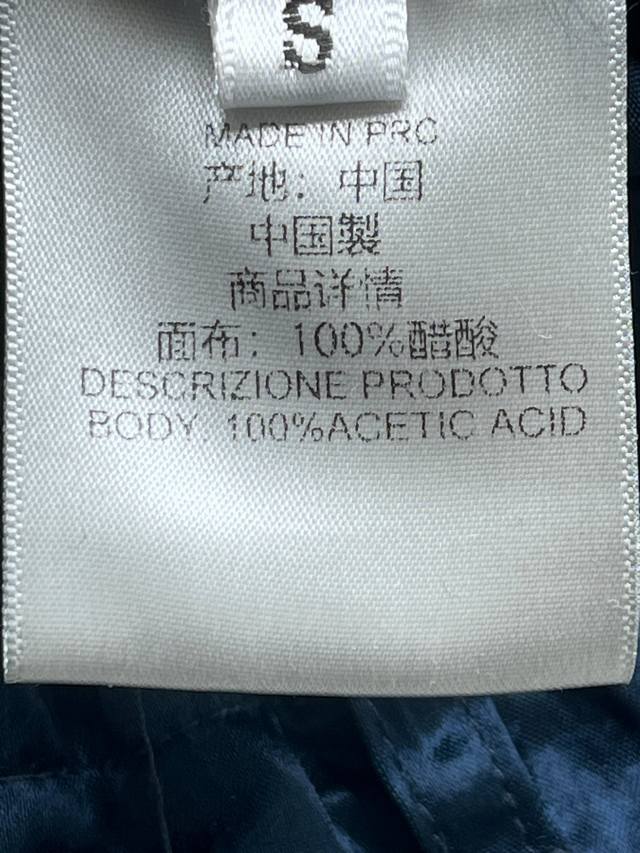 S
MADE IN PRC
产地：中国
中国製
商品详情
面布：100%醋酸
DESCRIZIONE PRODOTTO
BODY: 100%ACETIC ACID